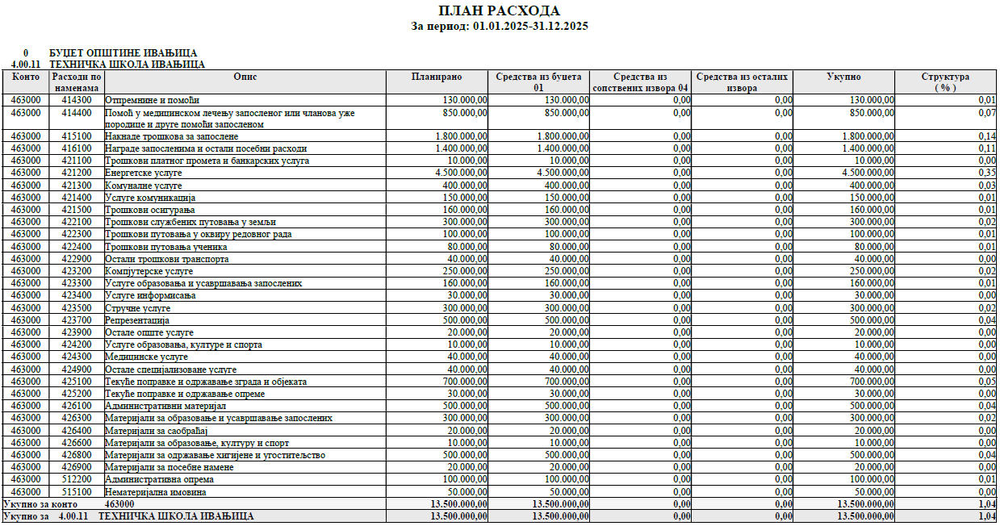 ПЛАН РАСХОДА
За период: 01.01.2025-31.12.2025
0 БУЏЕТ ОПШТИНЕ ИВАЊИЦА
4.00.11 ТЕХНИЧКА ШКОЛА ИВАЊИЦА
Конто Расходи по наменама Опис Планирано Средства из буџета 01 Средства из сопствених извора 04 Средства из осталих извора Укупно Структура ( % )
463000 414300 Отпремнине и помоћи 130.000,00 130.000,00 0,00 0,00 130.000,00 0,01
463000 414400 Помоћ у медицинском лечењу запосленог или чланова уже 850.000,00 850.000,00 0,00 0,00 850.000,00 0,07
породице и друге помоћи запосленом
463000 415100 Накнаде трошкова за запослене 1.800.000,00 1.800.000,00 0,00 0,00 1.800.000,00 0,14
463000 416100 Награде запосленима и остали посебни расходи 1.400.000,00 1.400.000,00 0,00 0,00 1.400.000,00 0,11
463000 421100 Трошкови платног промета и банкарских услуга 10.000,00 10.000,00 0,00 0,00 10.000,00 0,00
463000 421200 Енергетске услуге 4.500.000,00 4.500.000,00 0,00 0,00 4.500.000,00 0,35
463000 421300 Комуналне услуге 400.000,00 400.000,00 0,00 0,00 400.000,00 0,03
463000 421400 Услуге комуникација 150.000,00 150.000,00 0,00 0,00 150.000,00 0,01
463000 421500 Трошкови осигурања 160.000,00 160.000,00 0,00 0,00 160.000,00 0,01
463000 422100 Трошкови службених путовања у земљи 300.000,00 300.000,00 0,00 0,00 300.000,00 0,02
463000 422300 Трошкови путовања у оквиру редовног рада 100.000,00 100.000,00 0,00 0,00 100.000,00 0,01
463000 422400 Трошкови путовања ученика 80.000,00 80.000,00 0,00 0,00 80.000,00 0,01
463000 422900 Остали трошкови транспорта 40.000,00 40.000,00 0,00 0,00 40.000,00 0,00
463000 423200 Компјутерске услуге 250.000,00 250.000,00 0,00 0,00 250.000,00 0,02
463000 423300 Услуге образовања и усавршавања запослених 160.000,00 160.000,00 0,00 0,00 160.000,00 0,01
463000 423400 Услуге информисања 30.000,00 30.000,00 0,00 0,00 30.000,00 0,00
463000 423500 Стручне услуге 300.000,00 300.000,00 0,00 0,00 300.000,00 0,02
463000 423700 Репрезентација 500.000,00 500.000,00 0,00 0,00 500.000,00 0,04
463000 423900 Остале опште услуге 20.000,00 20.000,00 0,00 0,00 20.000,00 0,00
463000 424200 Услуге образовања, културе и спорта 10.000,00 10.000,00 0,00 0,00 10.000,00 0,00
463000 424300 Медицинске услуге 40.000,00 40.000,00 0,00 0,00 40.000,00 0,00
463000 424900 Остале специјализоване услуге 40.000,00 40.000,00 0,00 0,00 40.000,00 0,00
463000 425100 Текуће поправке и одржавање зграда и објеката 700.000,00 700.000,00 0,00 0,00 700.000,00 0,05
463000 425200 Текуће поправке и одржавање опреме 30.000,00 30.000,00 0,00 0,00 30.000,00 0,00
463000 426100 Административни материјал 500.000,00 500.000,00 0,00 0,00 500.000,00 0,04
463000 426300 Материјали за образовање и усавршавање запослених 300.000,00 300.000,00 0,00 0,00 300.000,00 0,02
463000 426400 Материјали за саобраћај 20.000,00 20.000,00 0,00 0,00 20.000,00 0,00
463000 426600 Материјали за образовање, културу и спорт 10.000,00 10.000,00 0,00 0,00 10.000,00 0,00
463000 426800 Материјали за одржавање хигијене и угоститељство 500.000,00 500.000,00 0,00 0,00 500.000,00 0,04
463000 426900 Материјали за посебне намене 20.000,00 20.000,00 0,00 0,00 20.000,00 0,00
463000 512200 Административна опрема 100.000,00 100.000,00 0,00 0,00 100.000,00 0,01
463000 515100 Нематеријална имовина 50.000,00 50.000,00 0,00 0,00 50.000,00 0,00
Укупно за конто 463000 13.500.000,00 13.500.000,00 0,00 0,00 13.500.000,00 1,04
Укупно за 4.00.11 ТЕХНИЧКА ШКОЛА ИВАЊИЦА 13.500.000,00 13.500.000,00 0,00 0,00 13.500.000,00 1,04